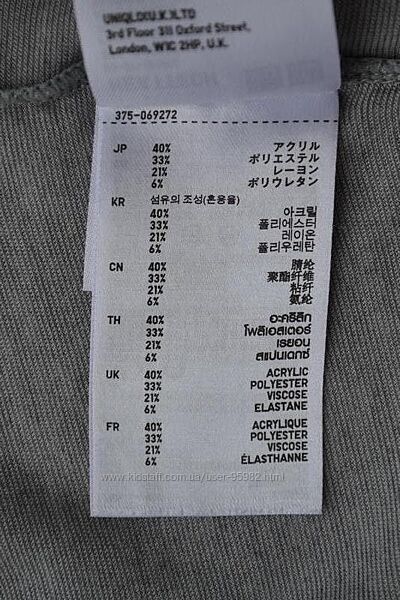 UNIQLO(U.K.)LTD
3rd Floor 311 Oxford Street,
London, W1C 2HP, U.K.
375-069272
JP 40% アクリル
33% ポリエステル
21% レーヨン
6% ポリウレタン
KR 섬유의 조성(혼용율)
40% 아크릴
33% 폴리에스터
21% 레이온
6% 폴리우레탄
CN 40% 腈纶
33% 聚酯纤维
21% 粘纤
6% 氨纶
TH 40% อะคริลิก
33% โพลีเอสเตอร์
21% เรยอน
6% สแปนเดกซ์
UK 40% ACRYLIC
33% POLYESTER
21% VISCOSE
6% ELASTANE
FR 40% ACRYLIQUE
33% POLYESTER
21% VISCOSE
6% ÉLASTHANNE
www.kidstaff.com.ua/user-95982.html